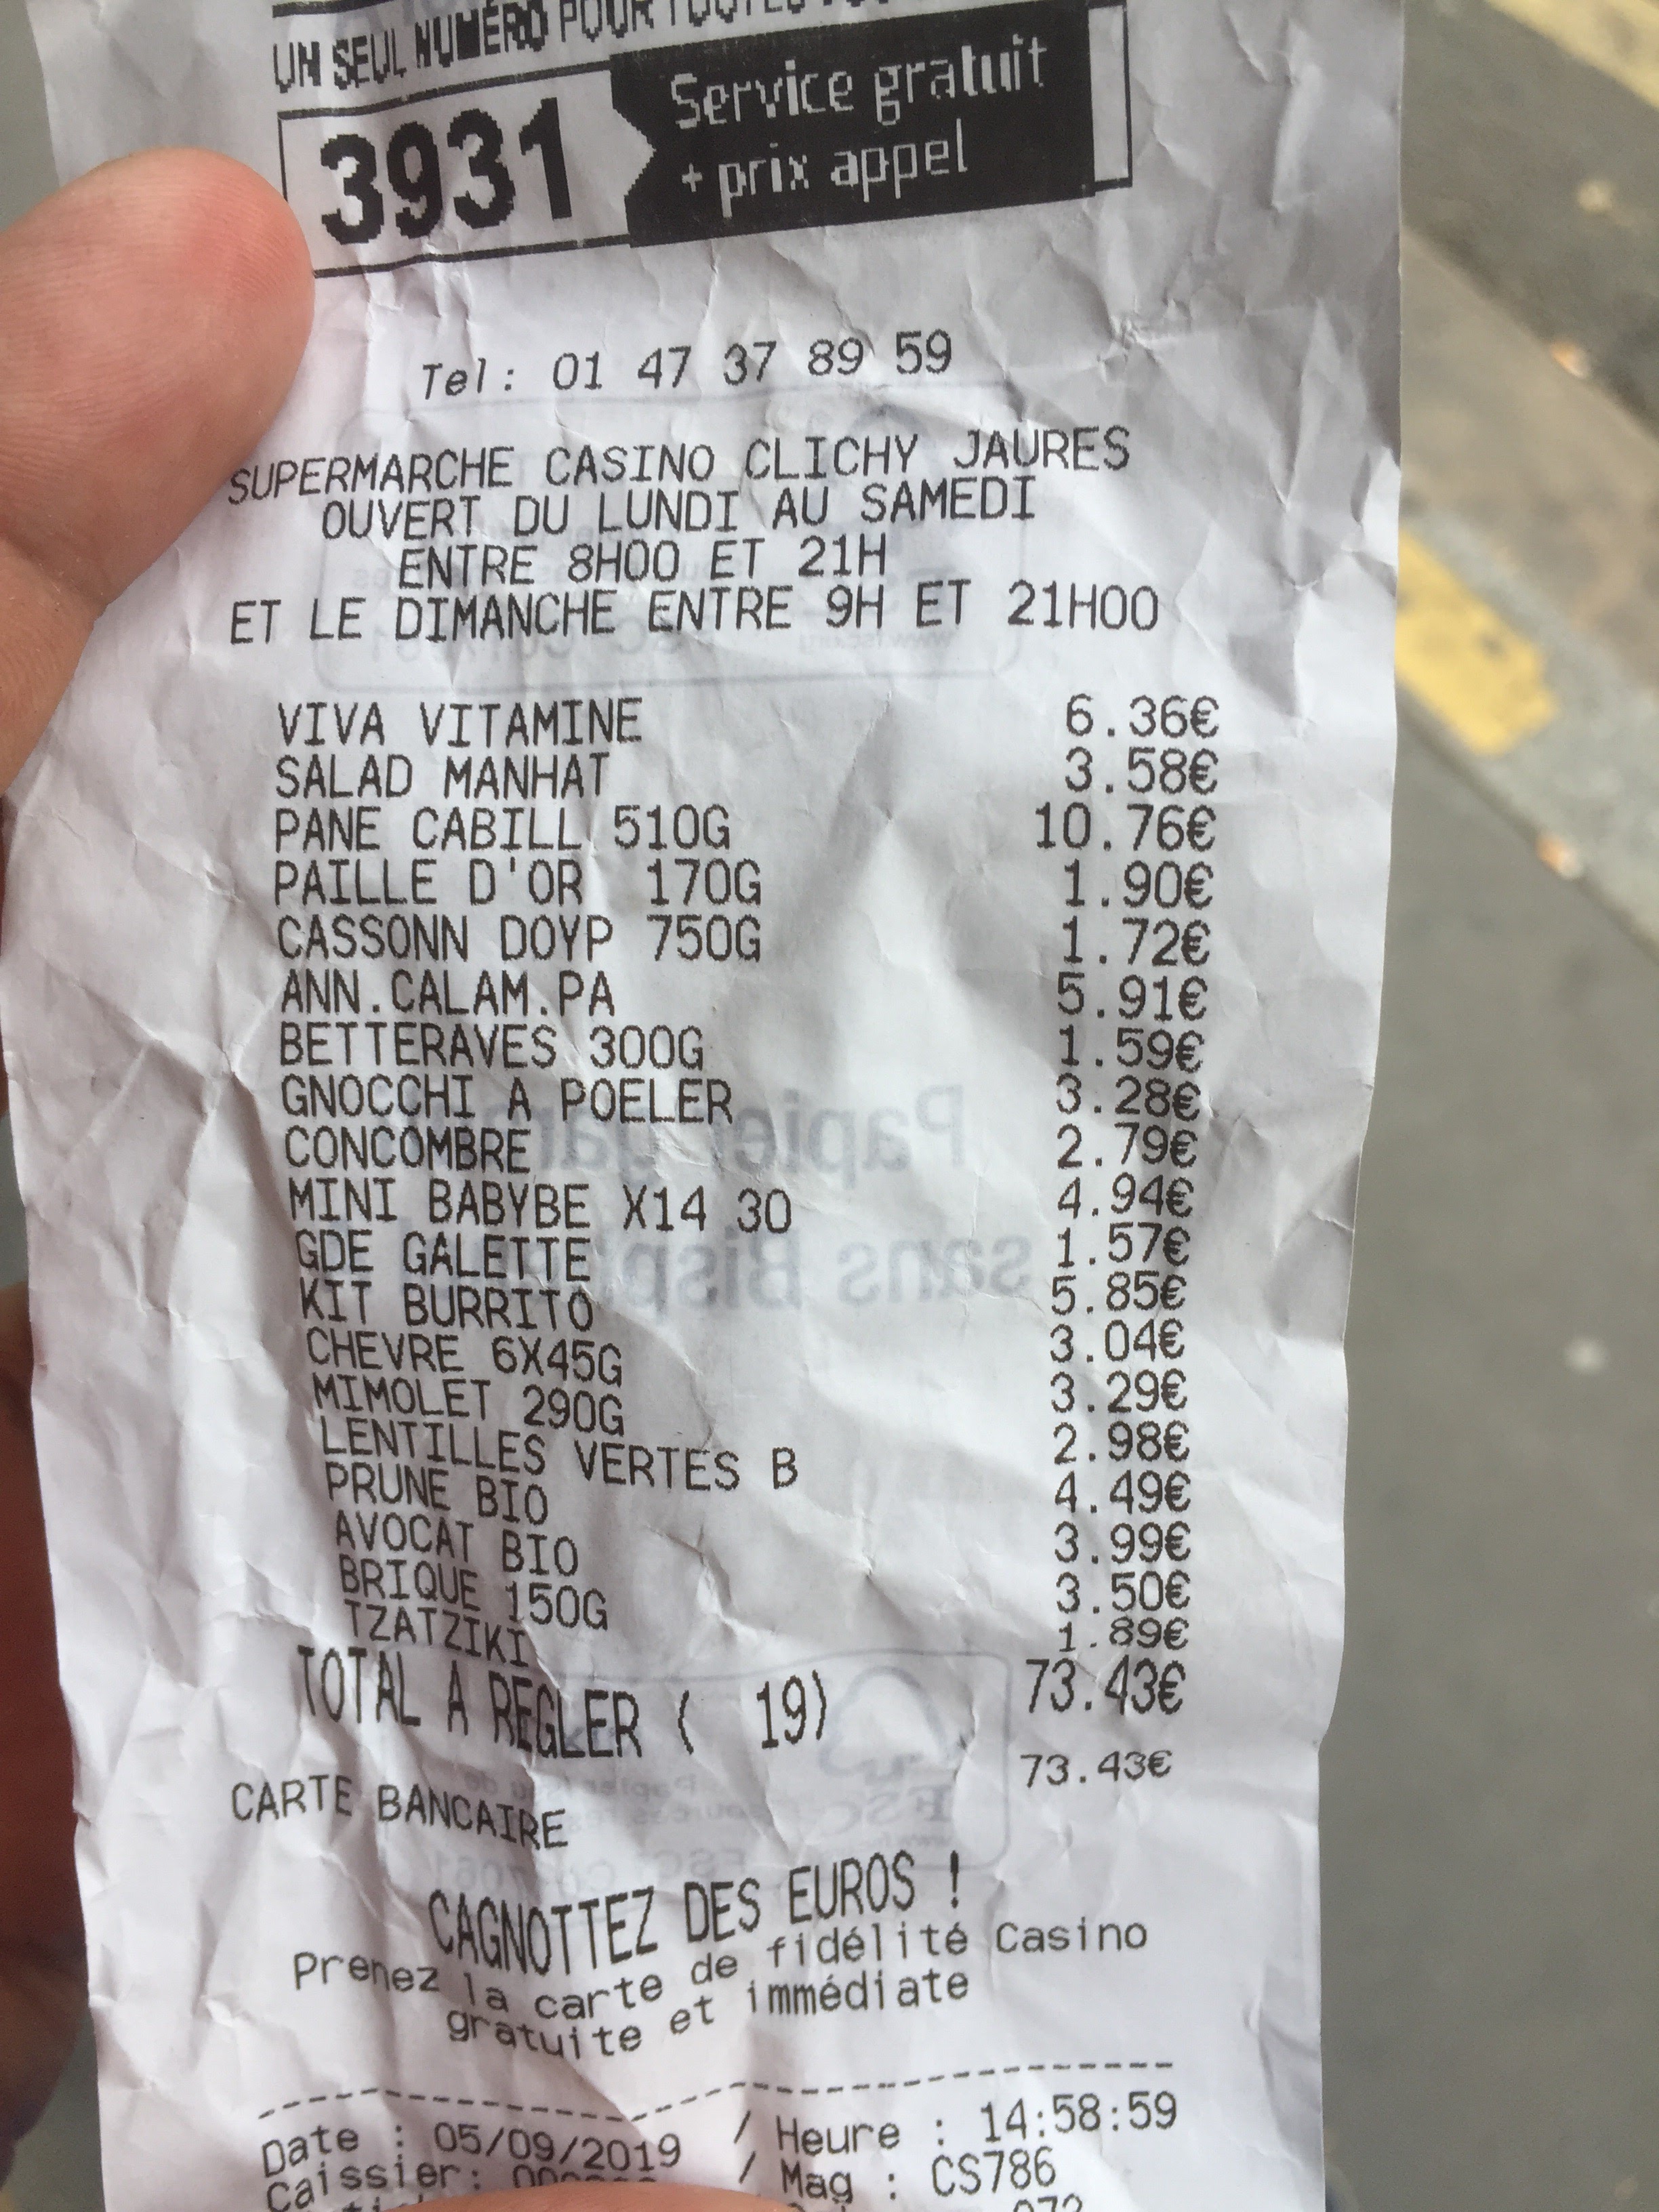 UN SEUL NUMÉRO POUR
3931
Service gratuit
+ prix appel
Tel: 01 47 37 89 59
SUPERMARCHE CASINO CLICHY JAURES
OUVERT DU LUNDI AU SAMEDI
ENTRE 8H00 ET 21H
ET LE DIMANCHE ENTRE 9H ET 21H00
VIVA VITAMINE 6.36€
SALAD MANHAT 3.58€
PANE CABILL 510G 10.76€
PAILLE D'OR 170G 1.90€
CASSONN DOYP 750G 1.72€
ANN.CALAM.PA 5.91€
BETTERAVES 300G 1.59€
GNOCCHI A POELER 3.28€
CONCOMBRE 2.79€
MINI BABYBE X14 30 4.94€
GDE GALETTE 1.57€
KIT BURRITO 5.85€
CHEVRE 6X45G 3.04€
MIMOLET 290G 3.29€
LENTILLES VERTES B 2.98€
PRUNE BIO 4.49€
AVOCAT BIO 3.99€
BRIQUE 150G 3.50€
TZATZIKI 1.89€
TOTAL A REGLER ( 19) 73.43€
CARTE BANCAIRE 73.43€
CAGNOTTEZ DES EUROS !
Prenez la carte de fidélité Casino
gratuite et immédiate
Date : 05/09/2019 / Heure : 14:58:59
Caissier: / Mag : CS786